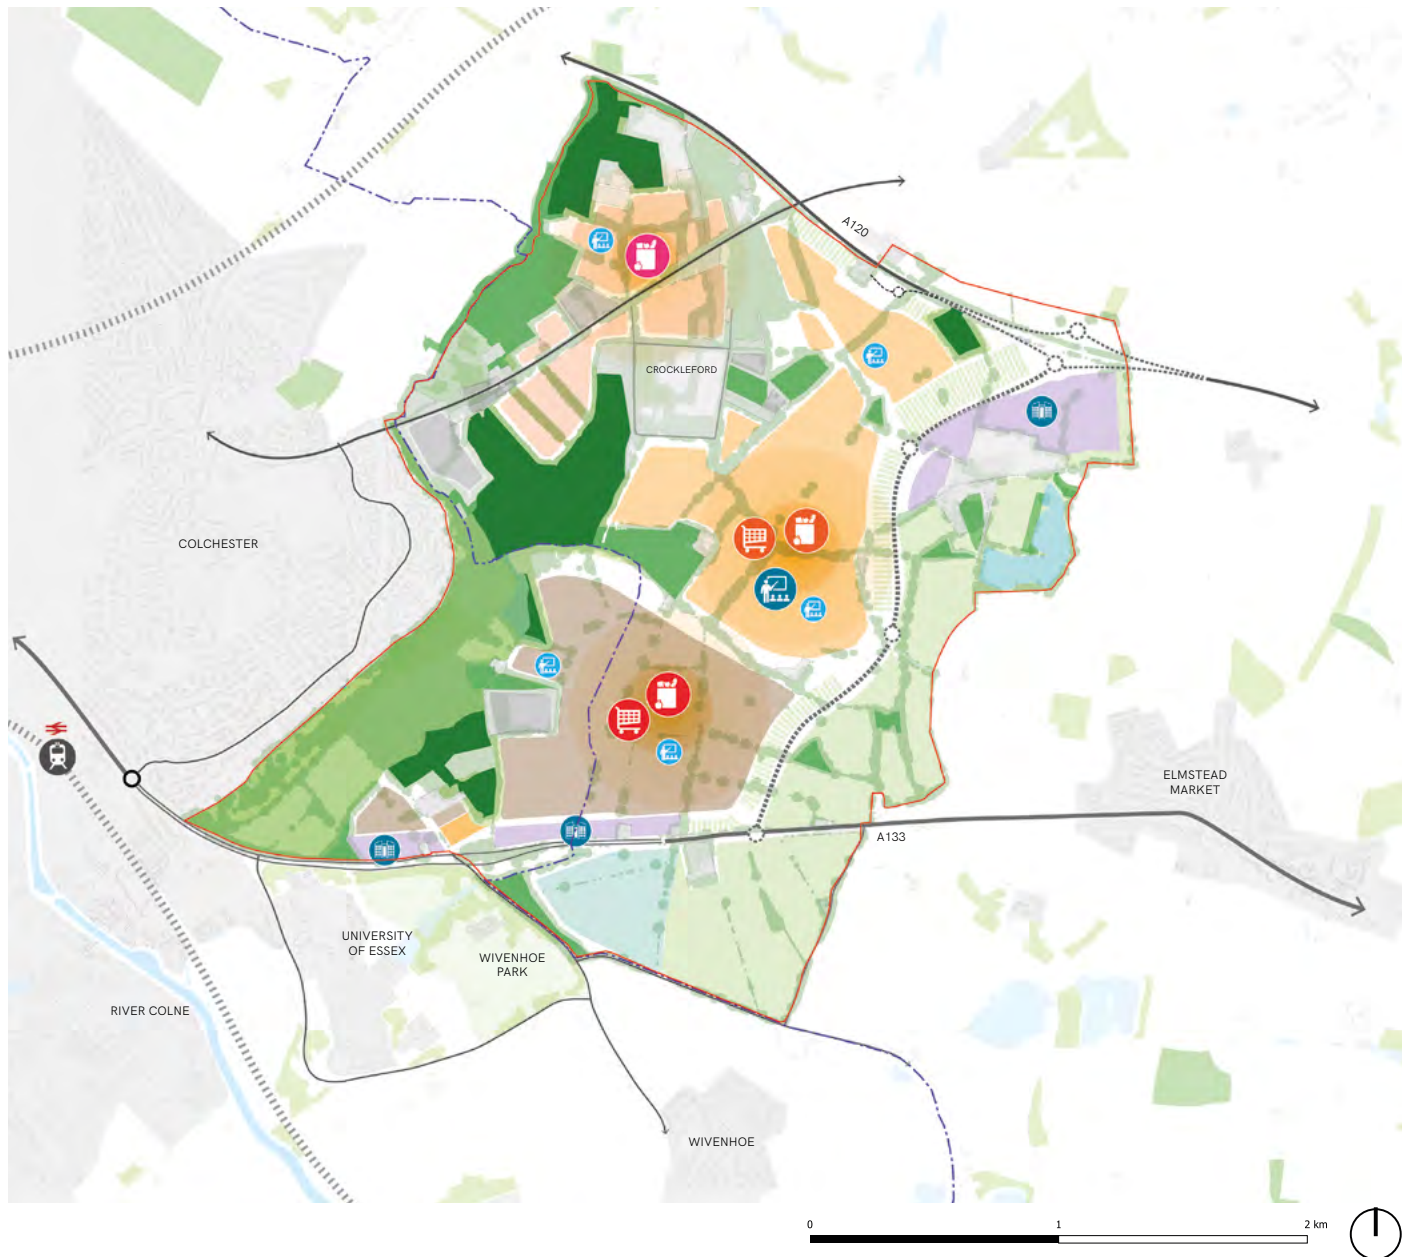 A120
CROCKLEFORD
COLCHESTER
ELMSTEAD
MARKET
A133
UNIVERSITY
OF ESSEX
WIVENHOE
PARK
RIVER COLNE
WIVENHOE
0 1 2 km